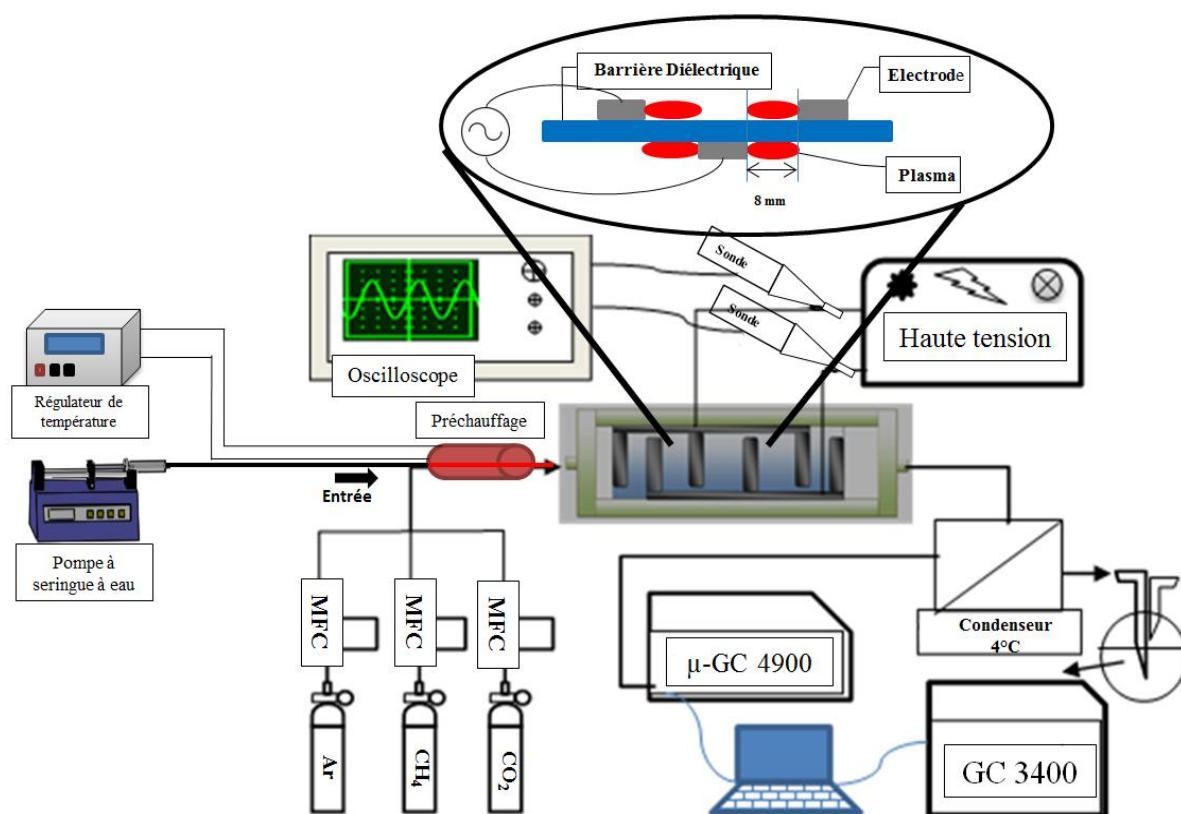 Barrière Diélectrique
Electrode
Plasma
8 mm
Sonde
Sonde
Haute tension
Oscilloscope
Régulateur de
température
Préchauffage
Entrée
Pompe à
seringue à eau
MFC
MFC
MFC
Ar
CH₄
CO₂
Condenseur
4°C
µ-GC 4900
GC 3400